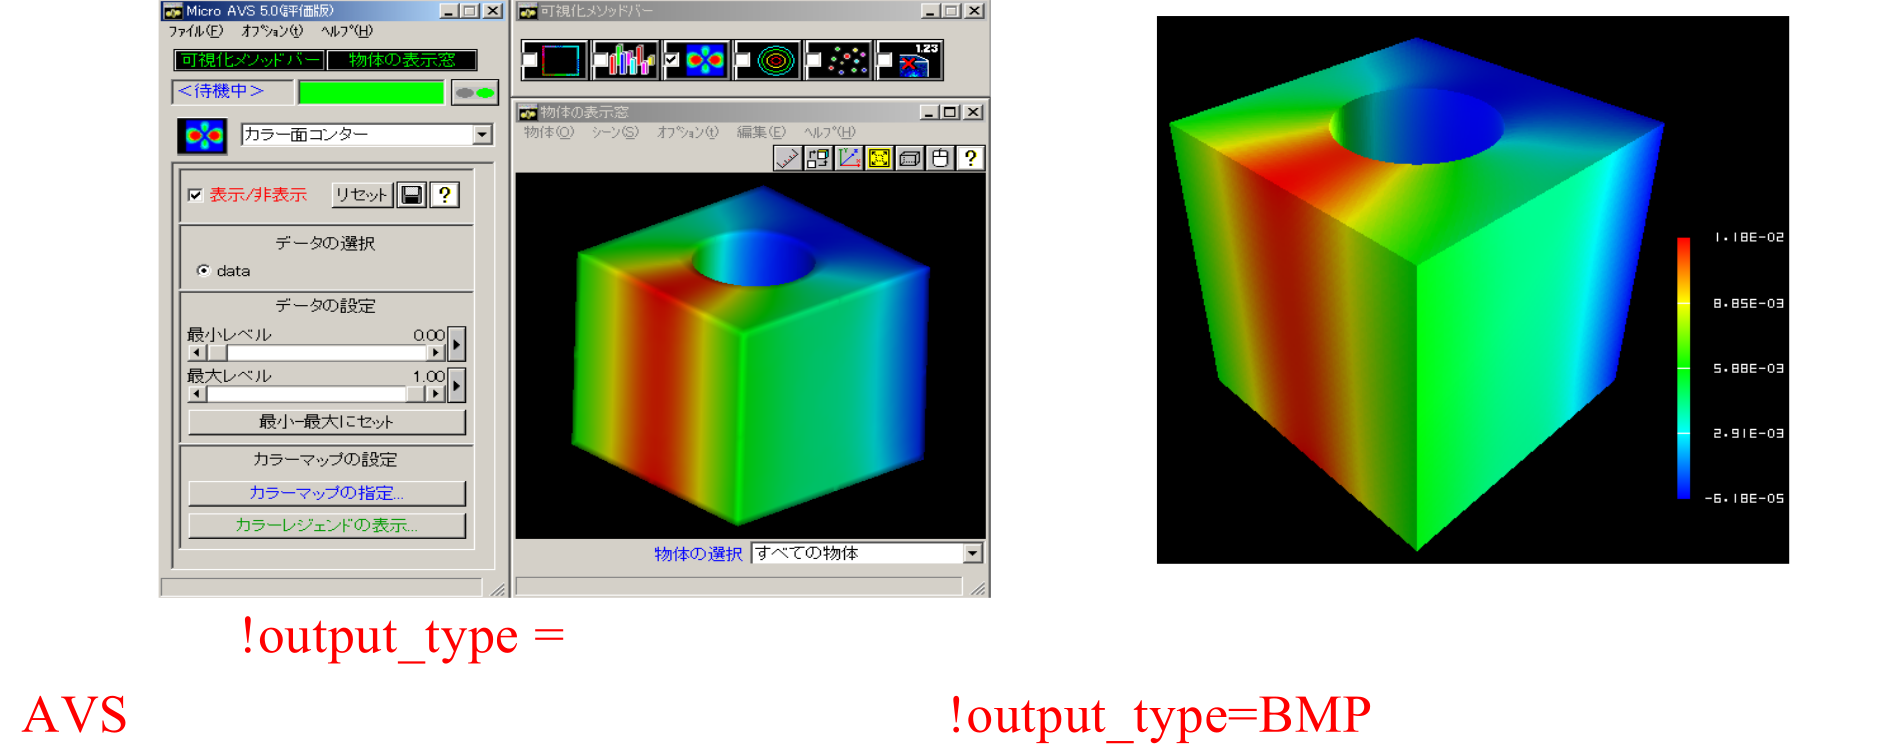 Micro AVS 5.0(評価版)
ファイル(F) オプション(t) ヘルプ(H)
可視化メソッドバー 物体の表示窓
<待機中>
カラー面コンター
表示/非表示 リセット ?
データの選択
data
データの設定
最小レベル 0.00
最大レベル 1.00
最小-最大にセット
カラーマップの設定
カラーマップの指定...
カラーレジェンドの表示...
可視化メソッドバー
1.23
物体の表示窓
物体(O) シーン(S) オプション(t) 編集(E) ヘルプ(H)
?
物体の選択 すべての物体
1.18E-02
8.85E-03
5.88E-03
2.91E-03
-6.18E-05
!output_type =
AVS
!output_type=BMP